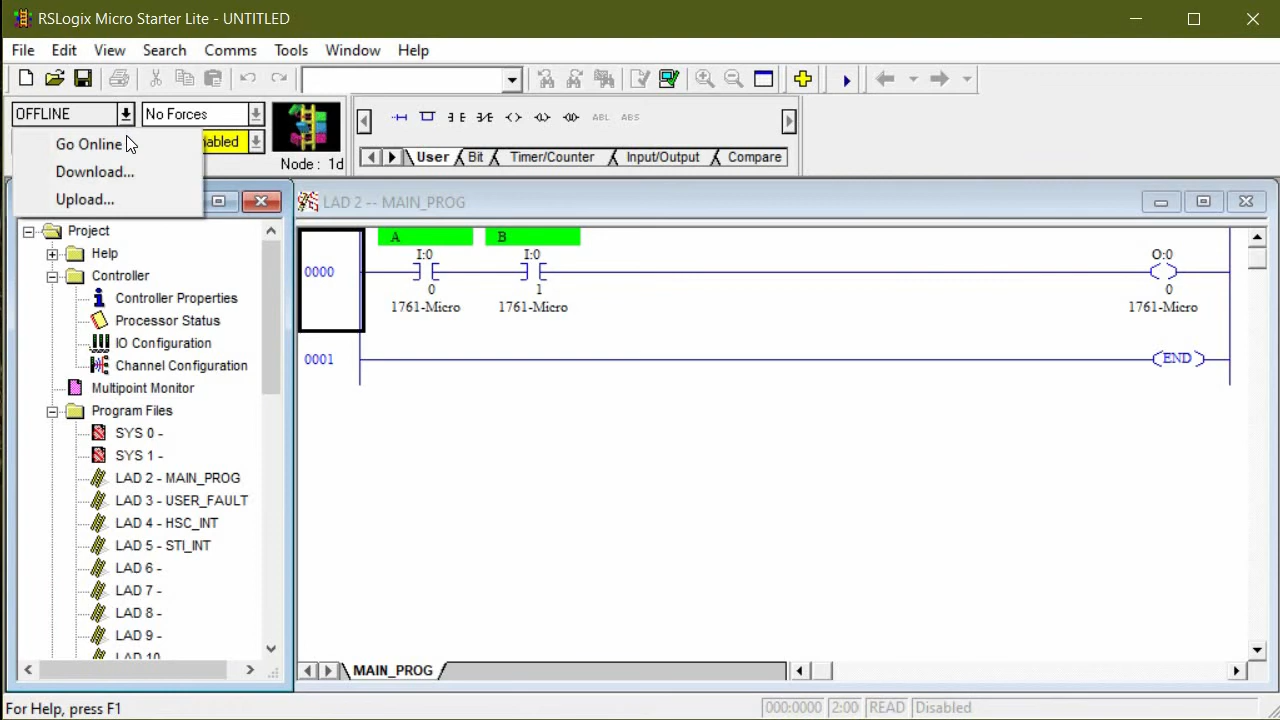 RSLogix Micro Starter Lite - UNTITLED
File Edit View Search Comms Tools Window Help
OFFLINE No Forces
abled
Node : 1d
Go Online
Download...
Upload...
ABL ABS
User Bit Timer/Counter Input/Output Compare
LAD 2 -- MAIN_PROG
Project
Help
Controller
Controller Properties
Processor Status
IO Configuration
Channel Configuration
Multipoint Monitor
Program Files
SYS 0 -
SYS 1 -
LAD 2 - MAIN_PROG
LAD 3 - USER_FAULT
LAD 4 - HSC_INT
LAD 5 - STI_INT
LAD 6 -
LAD 7 -
LAD 8 -
LAD 9 -
LAD 10
A B
I:0 I:0 O:0
0000
0 1 0
1761-Micro 1761-Micro 1761-Micro
0001 END
MAIN_PROG
For Help, press F1 000:0000 2:00 READ Disabled